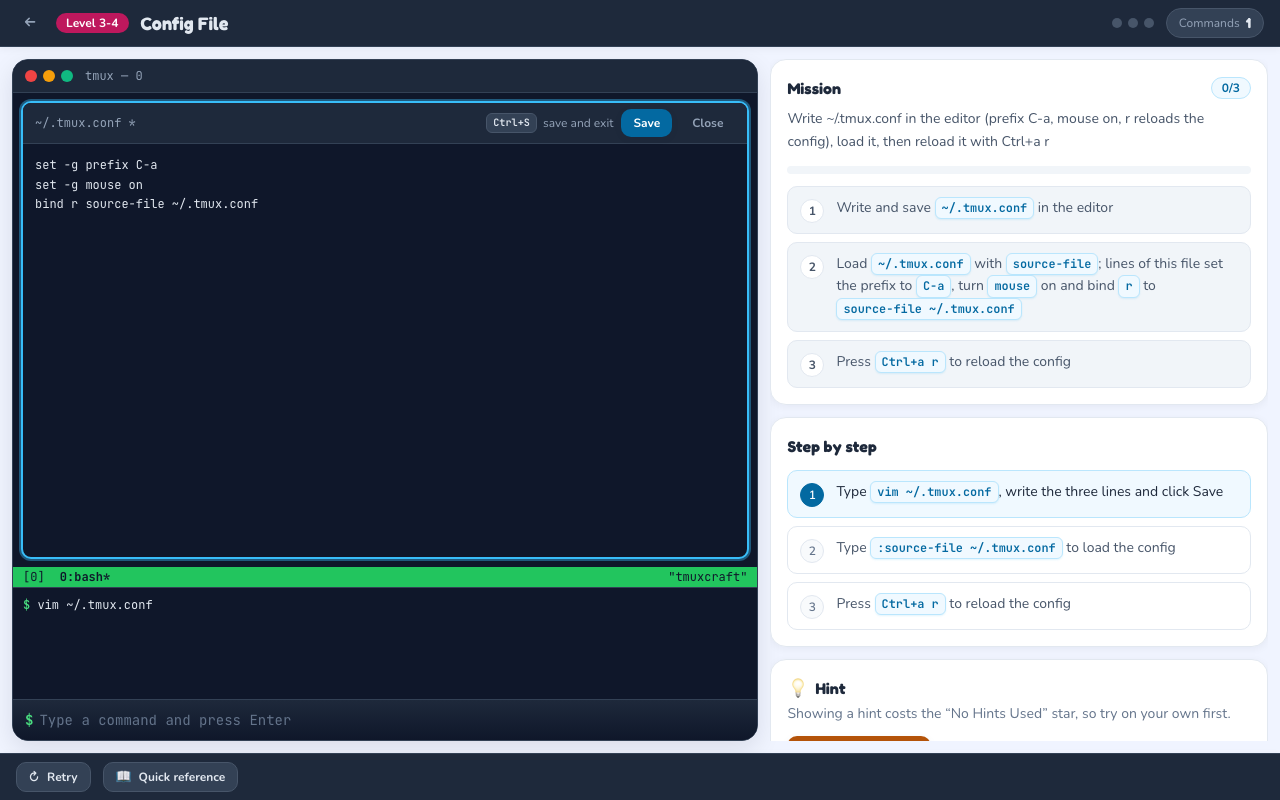 ← Level 3-4 Config File
Commands 1
tmux — 0
~/.tmux.conf *
Ctrl+S save and exit Save Close
set -g prefix C-a
set -g mouse on
bind r source-file ~/.tmux.conf
[0] 0:bash* "tmuxcraft"
$ vim ~/.tmux.conf
$ Type a command and press Enter
Mission 0/3
Write ~/.tmux.conf in the editor (prefix C-a, mouse on, r reloads the
config), load it, then reload it with Ctrl+a r
1 Write and save ~/.tmux.conf in the editor
2 Load ~/.tmux.conf with source-file; lines of this file set
the prefix to C-a, turn mouse on and bind r to
source-file ~/.tmux.conf
3 Press Ctrl+a r to reload the config
Step by step
1 Type vim ~/.tmux.conf, write the three lines and click Save
2 Type :source-file ~/.tmux.conf to load the config
3 Press Ctrl+a r to reload the config
💡 Hint
Showing a hint costs the “No Hints Used” star, so try on your own first.
↻ Retry
📖 Quick reference